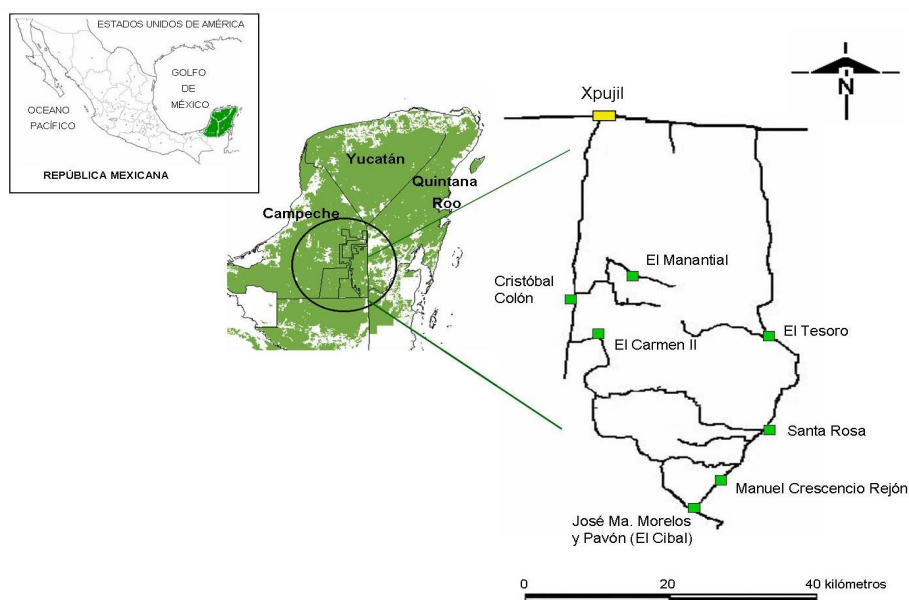 ESTADOS UNIDOS DE AMÉRICA
GOLFO
DE
MÉXICO
OCEANO
PACÍFICO
REPÚBLICA MEXICANA
Yucatán
Quintana
Roo
Campeche
Xpujil
N
El Manantial
Cristóbal
Colón
El Tesoro
El Carmen II
Santa Rosa
Manuel Crescencio Rejón
José Ma. Morelos
y Pavón (El Cibal)
0 20 40 kilómetros